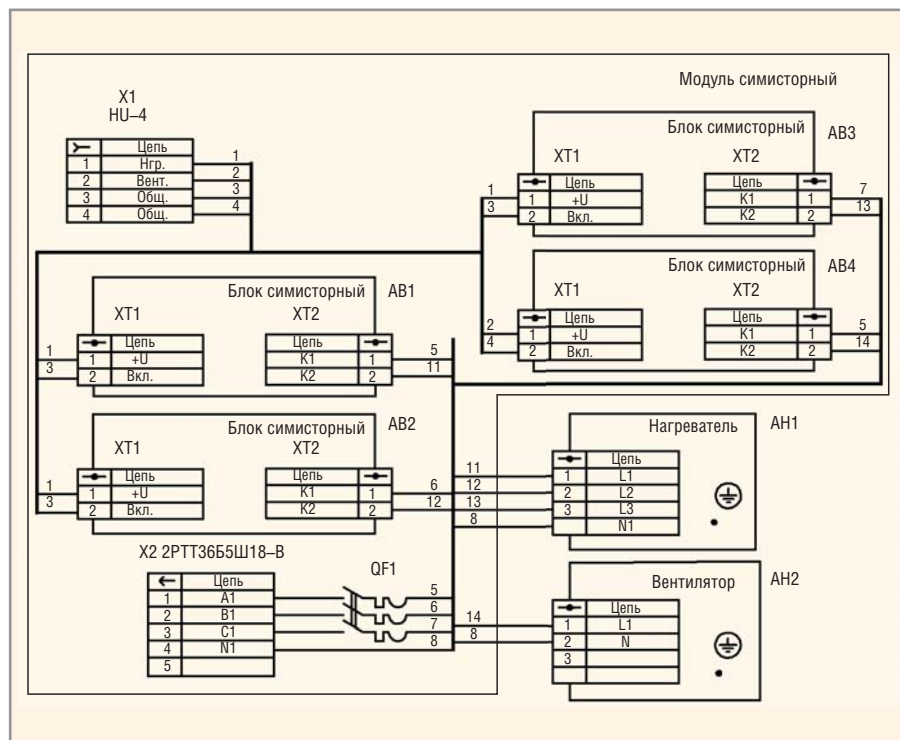 Модуль симисторный
X1
HU–4
Цепь
1 Нгр. 1
2 Вент. 2
3 Общ. 3
4 Общ. 4
Блок симисторный AB3
XT1 XT2
Цепь Цепь
1 1 +U K1 1 7
3 2 Вкл. K2 2 13
Блок симисторный AB4
XT1 XT2
Цепь Цепь
2 1 +U K1 1 5
4 2 Вкл. K2 2 14
Блок симисторный AB1
XT1 XT2
Цепь Цепь
1 1 +U K1 1 5
3 2 Вкл. K2 2 11
Блок симисторный AB2
XT1 XT2
Цепь Цепь
1 1 +U K1 1 6
3 2 Вкл. K2 2 12
Нагреватель AH1
Цепь
11 1 L1
12 2 L2
13 3 L3
8 N1
X2 2РТТ36Б5Ш18–В
QF1
Цепь
1 A1 5
2 B1 6
3 C1 7
4 N1 8
5
Вентилятор AH2
Цепь
14 1 L1
8 2 N
3